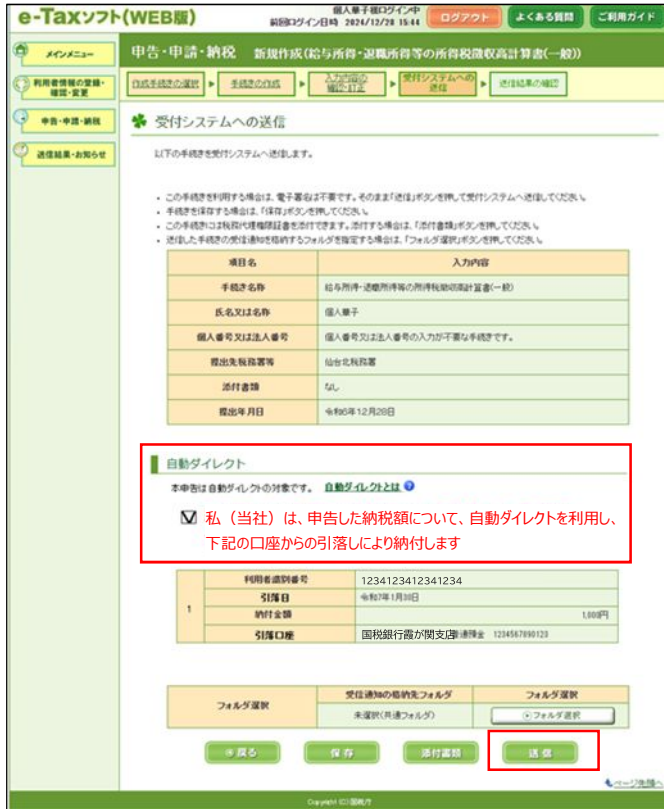 e-Taxソフト(WEB版)
個人華子様ログイン中
前回ログイン日時 2024/12/28 15:44
ログアウト
よくある質問
ご利用ガイド
メインメニュー
利用者情報の登録・
確認・変更
申告・申請・納税
送信結果・お知らせ
申告・申請・納税 新規作成(給与所得・退職所得等の所得税徴収高計算書(一般))
作成手続きの選択
手続きの作成
入力内容の
確認・訂正
受付システムへの
送信
送信結果の確認
受付システムへの送信
以下の手続きを受付システムへ送信します。
・この手続きを利用する場合は、電子署名は不要です。そのまま「送信」ボタンを押して受付システムへ送信してください。
・手続きを保存する場合は、「保存」ボタンを押してください。
・この手続きには税務代理権限証書を添付できます。添付する場合は、「添付書類」ボタンを押してください。
・送信した手続きの受信通知を格納するフォルダを指定する場合は、「フォルダ選択」ボタンを押してください。
項目名 入力内容
手続き名称 給与所得・退職所得等の所得税徴収高計算書(一般)
氏名又は名称 個人華子
個人番号又は法人番号 個人番号又は法人番号の入力が不要な手続きです。
提出先税務署等 仙台北税務署
添付書類 なし
提出年月日 令和6年12月28日
自動ダイレクト
本申告は自動ダイレクトの対象です。 自動ダイレクトとは
私（当社）は、申告した納税額について、自動ダイレクトを利用し、
下記の口座からの引落しにより納付します
1
利用者識別番号 1234123412341234
引落日 令和7年1月30日
納付金額 1,000円
引落口座 国税銀行霞が関支店 普通預金 1234567890123
フォルダ選択
受信通知の格納先フォルダ フォルダ選択
未選択(共通フォルダ) フォルダ選択
戻る
保存
添付書類
送信
ページ先頭へ
Copyright (C) 国税庁